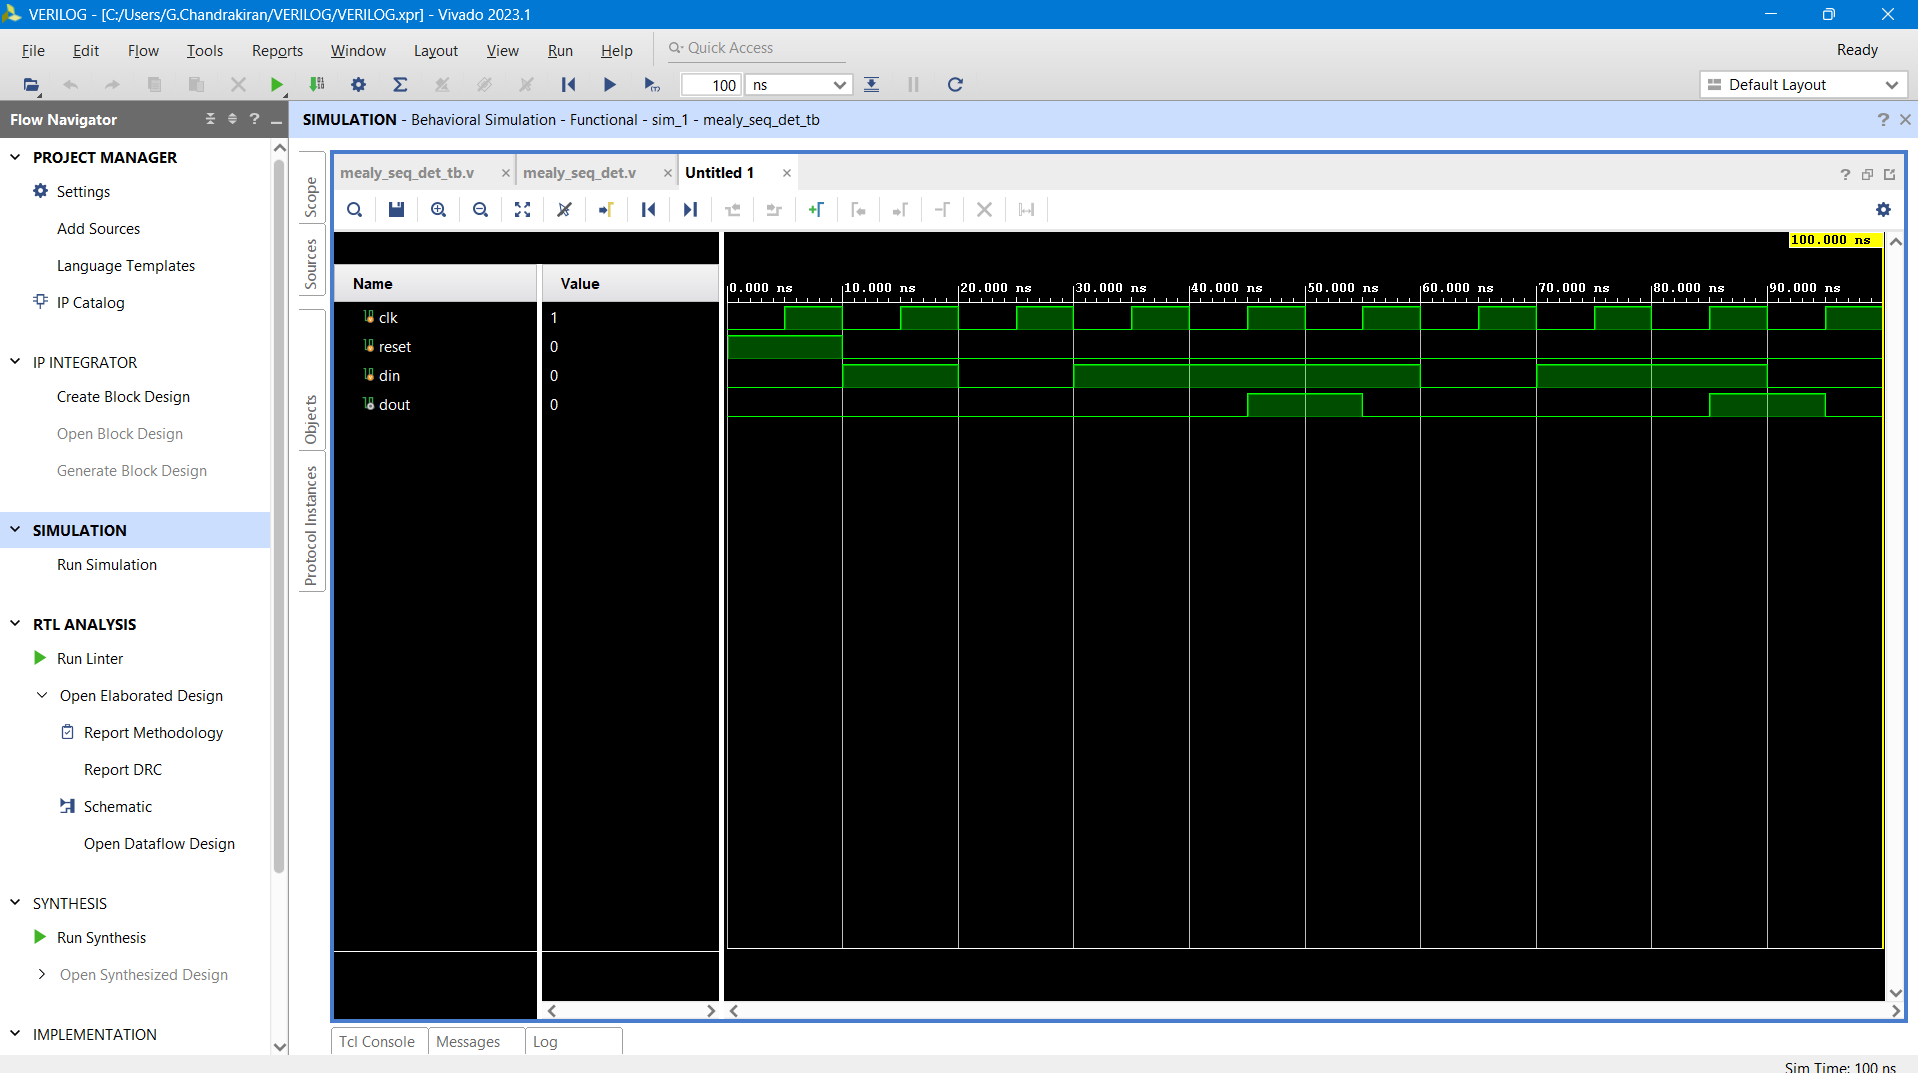 VERILOG - [C:/Users/G.Chandrakiran/VERILOG/VERILOG.xpr] - Vivado 2023.1
File Edit Flow Tools Reports Window Layout View Run Help Quick Access Ready
100 ns Default Layout
Flow Navigator
SIMULATION - Behavioral Simulation - Functional - sim_1 - mealy_seq_det_tb
PROJECT MANAGER
Settings
Add Sources
Language Templates
IP Catalog
IP INTEGRATOR
Create Block Design
Open Block Design
Generate Block Design
SIMULATION
Run Simulation
RTL ANALYSIS
Run Linter
Open Elaborated Design
Report Methodology
Report DRC
Schematic
Open Dataflow Design
SYNTHESIS
Run Synthesis
Open Synthesized Design
IMPLEMENTATION
Scope
Sources
Objects
Protocol Instances
mealy_seq_det_tb.v mealy_seq_det.v Untitled 1
100.000 ns
Name Value
0.000 ns 10.000 ns 20.000 ns 30.000 ns 40.000 ns 50.000 ns 60.000 ns 70.000 ns 80.000 ns 90.000 ns
clk 1
reset 0
din 0
dout 0
Tcl Console Messages Log
Sim Time: 100 ns